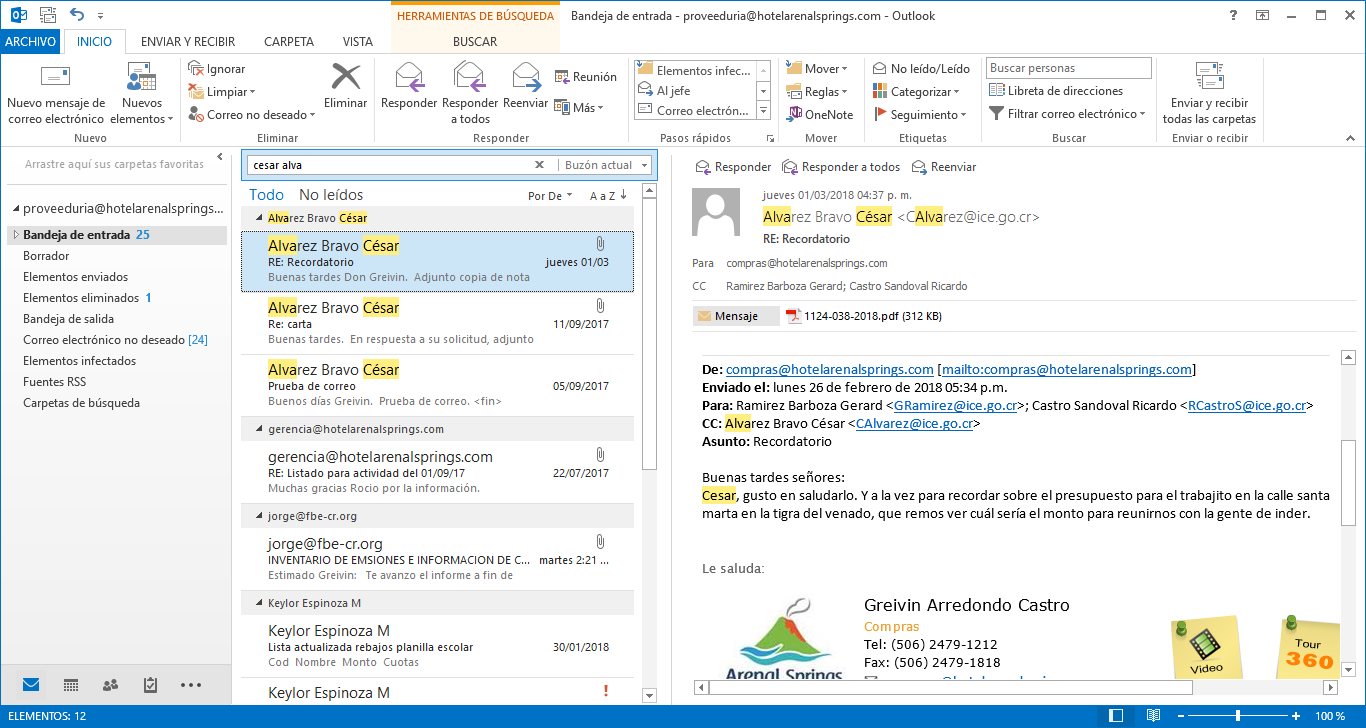 HERRAMIENTAS DE BÚSQUEDA
Bandeja de entrada - proveeduria@hotelarenalsprings.com - Outlook
ARCHIVO INICIO ENVIAR Y RECIBIR CARPETA VISTA BUSCAR
Nuevo mensaje de correo electrónico
Nuevos elementos
Nuevo
Ignorar
Limpiar
Correo no deseado
Eliminar
Eliminar
Responder
Responder a todos
Reenviar
Reunión
Más
Responder
Elementos infec...
Al jefe
Correo electrón...
Pasos rápidos
Mover
Reglas
OneNote
Mover
No leído/Leído
Categorizar
Seguimiento
Etiquetas
Buscar personas
Libreta de direcciones
Filtrar correo electrónico
Buscar
Enviar y recibir todas las carpetas
Enviar o recibir
Arrastre aquí sus carpetas favoritas
proveeduria@hotelarenalsprings...
Bandeja de entrada 25
Borrador
Elementos enviados
Elementos eliminados 1
Bandeja de salida
Correo electrónico no deseado [24]
Elementos infectados
Fuentes RSS
Carpetas de búsqueda
cesar alva
Buzón actual
Todo No leídos Por De A a Z
Alvarez Bravo César
Alvarez Bravo César
RE: Recordatorio jueves 01/03
Buenas tardes Don Greivin. Adjunto copia de nota
Alvarez Bravo César
Re: carta 11/09/2017
Buenas tardes. En respuesta a su solicitud, adjunto
Alvarez Bravo César
Prueba de correo 05/09/2017
Buenos días Greivin. Prueba de correo. <fin>
gerencia@hotelarenalsprings.com
gerencia@hotelarenalsprings.com
RE: Listado para actividad del 01/09/17 22/07/2017
Muchas gracias Rocio por la información.
jorge@fbe-cr.org
jorge@fbe-cr.org
INVENTARIO DE EMSIONES E INFORMACION DE C... martes 2:21 ...
Estimado Greivin: Te avanzo el informe a fin de
Keylor Espinoza M
Keylor Espinoza M
Lista actualizada rebajos planilla escolar 30/01/2018
Cod Nombre Monto Cuotas
Keylor Espinoza M
Responder Responder a todos Reenviar
jueves 01/03/2018 04:37 p. m.
Alvarez Bravo César <CAlvarez@ice.go.cr>
RE: Recordatorio
Para compras@hotelarenalsprings.com
CC Ramirez Barboza Gerard; Castro Sandoval Ricardo
Mensaje 1124-038-2018.pdf (312 KB)
De: compras@hotelarenalsprings.com [mailto:compras@hotelarenalsprings.com]
Enviado el: lunes 26 de febrero de 2018 05:34 p.m.
Para: Ramirez Barboza Gerard <GRamirez@ice.go.cr>; Castro Sandoval Ricardo <RCastroS@ice.go.cr>
CC: Alvarez Bravo César <CAlvarez@ice.go.cr>
Asunto: Recordatorio
Buenas tardes señores:
Cesar, gusto en saludarlo. Y a la vez para recordar sobre el presupuesto para el trabajito en la calle santa
marta en la tigra del venado, que remos ver cuál sería el monto para reunirnos con la gente de inder.
Le saluda:
Greivin Arredondo Castro
Compras
Tel: (506) 2479-1212
Fax: (506) 2479-1818
Arenal Springs
Video
Tour
360
ELEMENTOS: 12
100 %